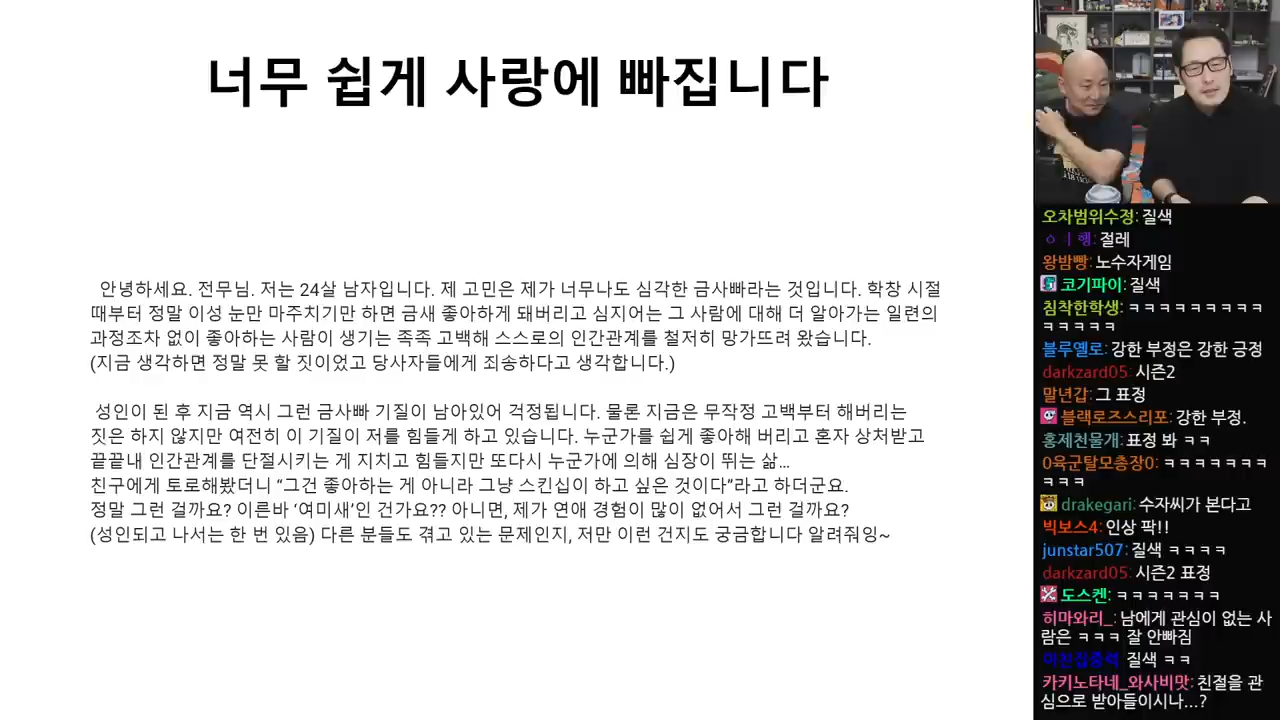 너무 쉽게 사랑에 빠집니다
안녕하세요. 전무님. 저는 24살 남자입니다. 제 고민은 제가 너무나도 심각한 금사빠라는 것입니다. 학창 시절
때부터 정말 이성 눈만 마주치기만 하면 금새 좋아하게 돼버리고 심지어는 그 사람에 대해 더 알아가는 일련의
과정조차 없이 좋아하는 사람이 생기는 족족 고백해 스스로의 인간관계를 철저히 망가뜨려 왔습니다.
(지금 생각하면 정말 못 할 짓이었고 당사자들에게 죄송하다고 생각합니다.)
성인이 된 후 지금 역시 그런 금사빠 기질이 남아있어 걱정됩니다. 물론 지금은 무작정 고백부터 해버리는
짓은 하지 않지만 여전히 이 기질이 저를 힘들게 하고 있습니다. 누군가를 쉽게 좋아해 버리고 혼자 상처받고
끝끝내 인간관계를 단절시키는 게 지치고 힘들지만 또다시 누군가에 의해 심장이 뛰는 삶...
친구에게 토로해봤더니 “그건 좋아하는 게 아니라 그냥 스킨십이 하고 싶은 것이다”라고 하더군요.
정말 그런 걸까요? 이른바 ‘여미새’인 건가요?? 아니면, 제가 연애 경험이 많이 없어서 그런 걸까요?
(성인되고 나서는 한 번 있음) 다른 분들도 겪고 있는 문제인지, 저만 이런 건지도 궁금합니다 알려줘잉~
오차범위수정: 질색
ㅇㅣ헹: 절레
왕밤빵: 노수자게임
코기파이: 질색
침착한학생: ㅋㅋㅋㅋㅋㅋㅋㅋㅋ
ㅋㅋㅋㅋㅋ
블루옐로: 강한 부정은 강한 긍정
darkzard05: 시즌2
말년갑: 그 표정
블랙로즈스리포: 강한 부정.
홍제천물개: 표정 봐 ㅋㅋ
0육군탈모총장0: ㅋㅋㅋㅋㅋㅋㅋ
ㅋㅋㅋ
drakegari: 수자씨가 본다고
빅보스4: 인상 팍!!
junstar507: 질색 ㅋㅋㅋㅋ
darkzard05: 시즌2 표정
도스켄: ㅋㅋㅋㅋㅋㅋㅋ
히마와리_: 남에게 관심이 없는 사
람은 ㅋㅋㅋ 잘 안빠짐
미친집중력: 질색 ㅋㅋ
카키노타네_와사비맛: 친절을 관
심으로 받아들이시나...?